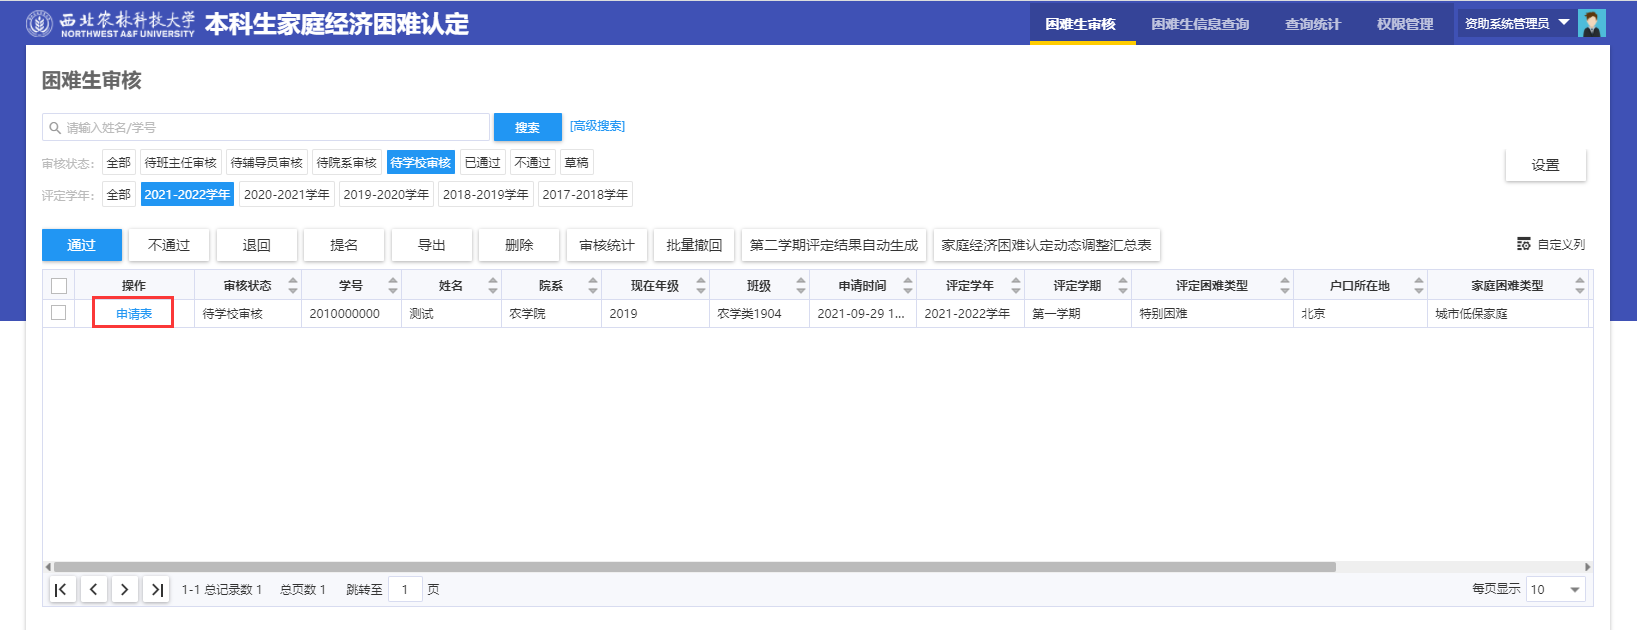 西北农林科技大学 本科生家庭经济困难认定 困难生审核 困难生信息查询 查询统计 权限管理 资助系统管理员
NORTHWEST A&F UNIVERSITY
困难生审核
请输入姓名/学号 搜索 [高级搜索]
审核状态: 全部 待班主任审核 待辅导员审核 待院系审核 待学校审核 已通过 不通过 草稿 设置
评定学年: 全部 2021-2022学年 2020-2021学年 2019-2020学年 2018-2019学年 2017-2018学年
通过 不通过 退回 提名 导出 删除 审核统计 批量撤回 第二学期评定结果自动生成 家庭经济困难认定动态调整汇总表 自定义列
操作 审核状态 学号 姓名 院系 现在年级 班级 申请时间 评定学年 评定学期 评定困难类型 户口所在地 家庭困难类型
申请表 待学校审核 2010000000 测试 农学院 2019 农学类1904 2021-09-29 1... 2021-2022学年 第一学期 特别困难 北京 城市低保家庭
1-1 总记录数 1 总页数 1 跳转至 1 页 每页显示 10